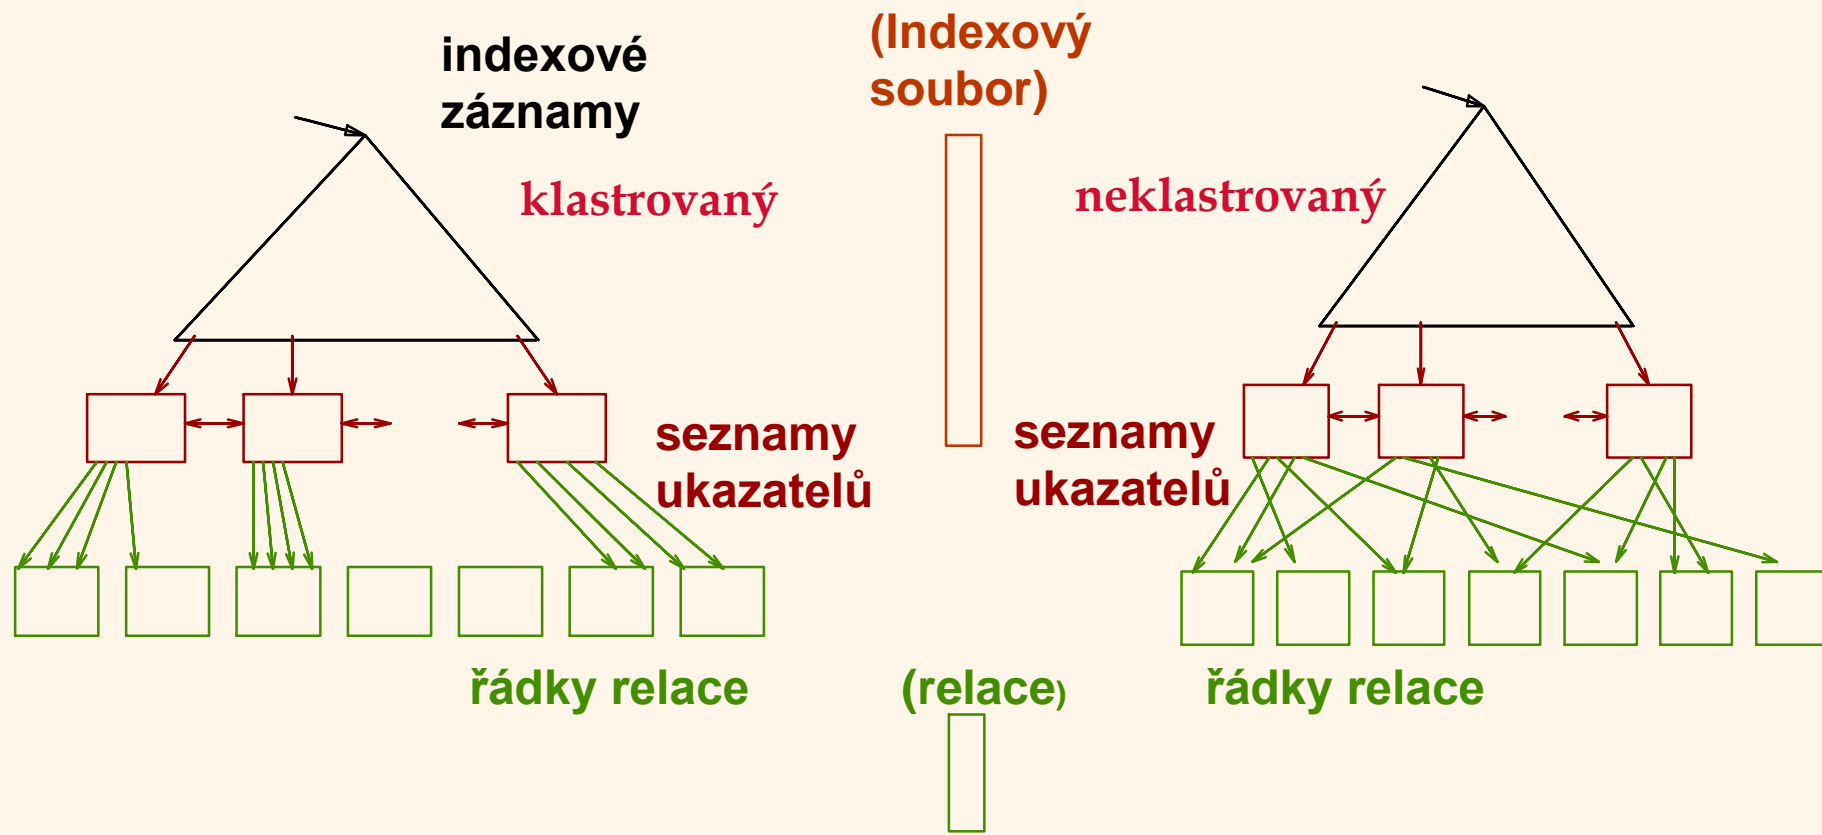 indexové
záznamy
(Indexový
soubor)
klastrovaný
neklastrovaný
seznamy
ukazatelů
seznamy
ukazatelů
řádky relace
(relace)
řádky relace